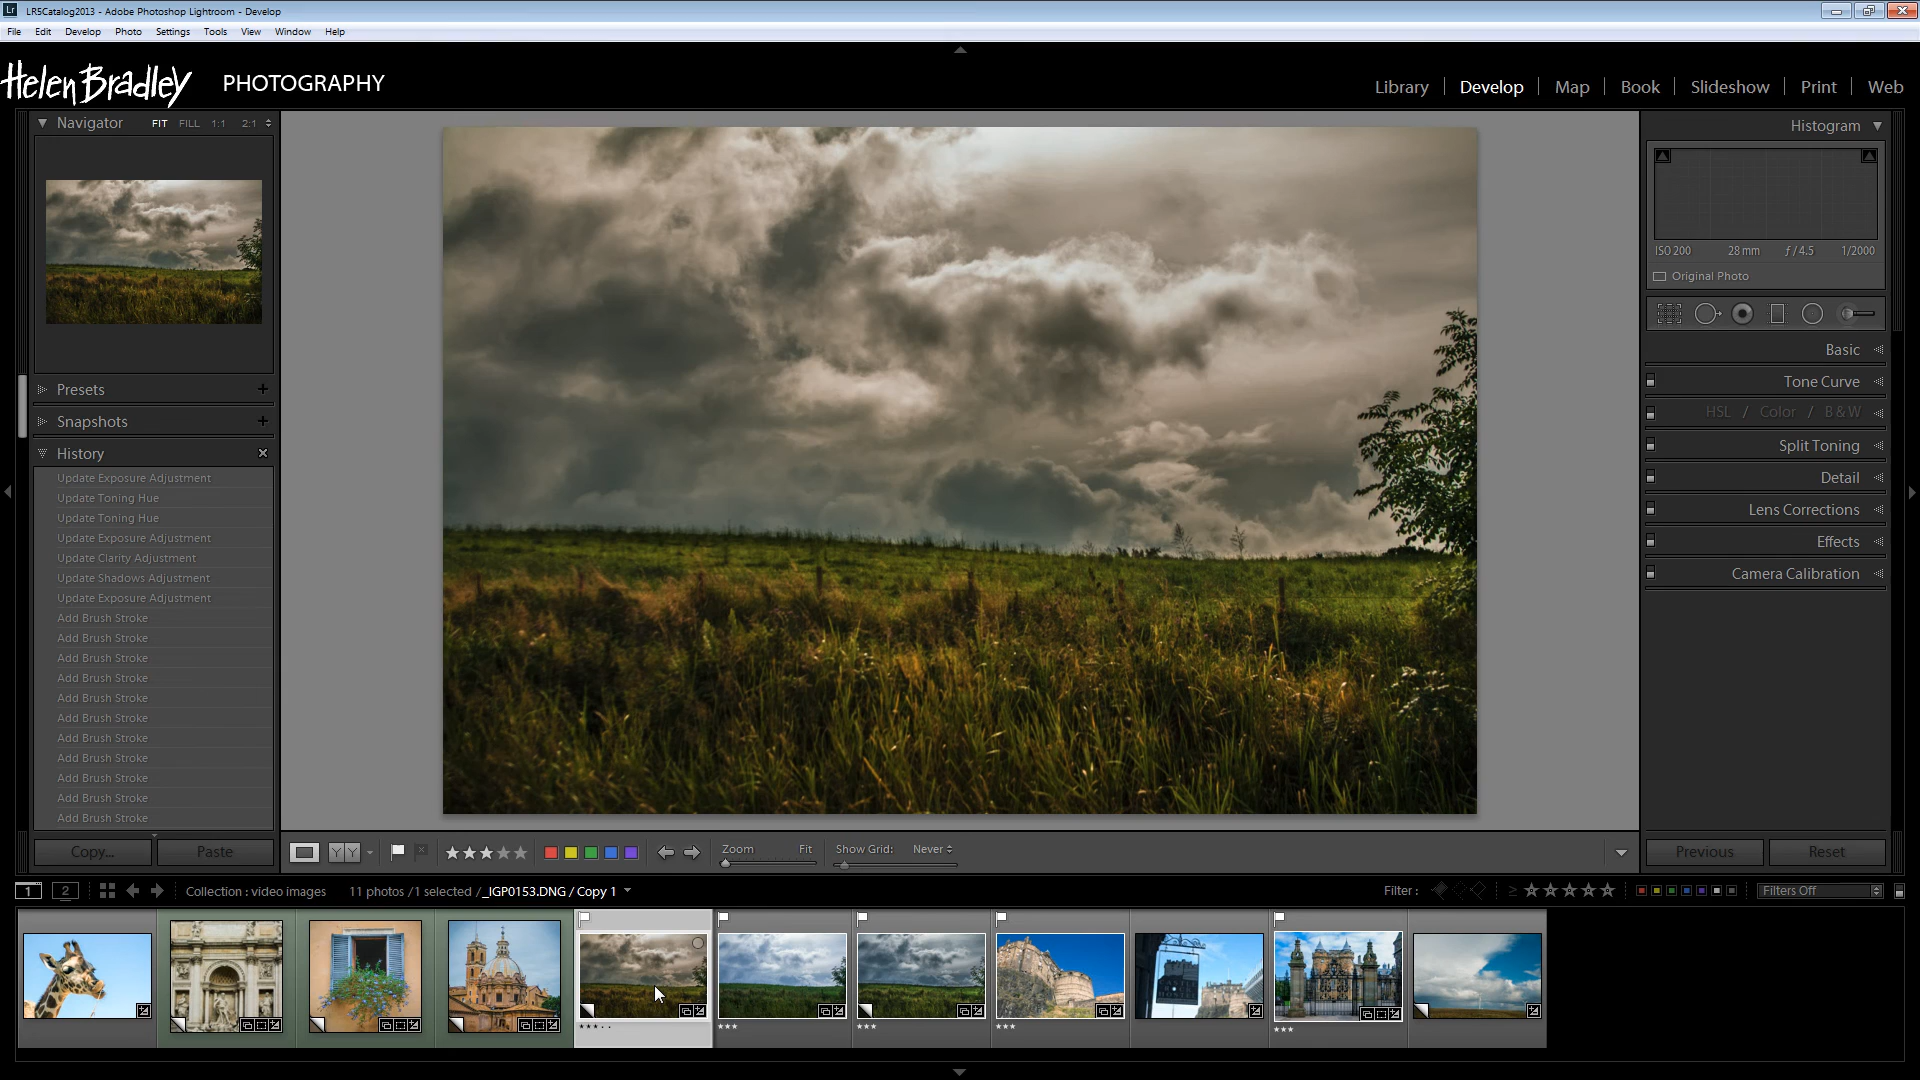 LR5Catalog2013 - Adobe Photoshop Lightroom - Develop
File Edit Develop Photo Settings Tools View Window Help
Helen Bradley PHOTOGRAPHY
Library Develop Map Book Slideshow Print Web
Navigator FIT FILL 1:1 2:1
Histogram
ISO 200 28 mm ƒ / 4.5 1/2000
Original Photo
Basic
Tone Curve
HSL / Color / B & W
Split Toning
Detail
Lens Corrections
Effects
Camera Calibration
Presets +
Snapshots +
History
Update Exposure Adjustment
Update Toning Hue
Update Toning Hue
Update Exposure Adjustment
Update Clarity Adjustment
Update Shadows Adjustment
Update Exposure Adjustment
Add Brush Stroke
Add Brush Stroke
Add Brush Stroke
Add Brush Stroke
Add Brush Stroke
Add Brush Stroke
Add Brush Stroke
Add Brush Stroke
Add Brush Stroke
Add Brush Stroke
Add Brush Stroke
Copy... Paste
YY
Zoom Fit Show Grid: Never
Previous Reset
1 2 Collection : video images 11 photos / 1 selected / _IGP0153.DNG / Copy 1
Filter : ≥ Filters Off